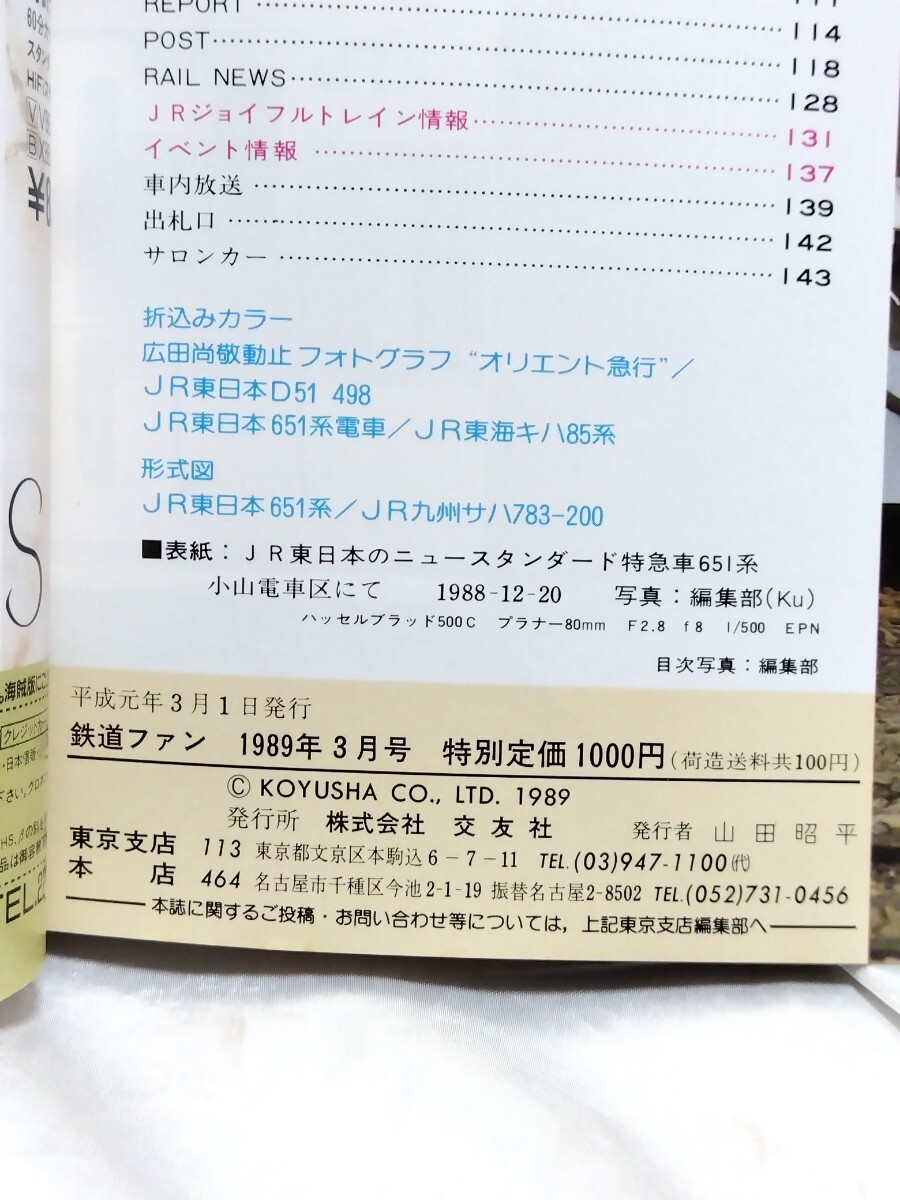 REPORT
114
POST
118
RAIL NEWS
128
JRジョイフルトレイン情報
131
イベント情報
137
車内放送
139
出札口
142
サロンカー
143
折込みカラー
広田尚敬動止フォトグラフ “オリエント急行”／
JR東日本D51 498
JR東日本651系電車／JR東海キハ85系
形式図
JR東日本651系／JR九州サハ783-200
■表紙：JR東日本のニュースタンダード特急車651系
小山電車区にて 1988-12-20 写真：編集部(Ku)
ハッセルブラッド500C プラナー80mm F2.8 f8 1/500 EPN
目次写真：編集部
平成元年3月1日発行
鉄道ファン 1989年3月号 特別定価1000円(荷造送料共100円)
© KOYUSHA CO., LTD. 1989
発行所 株式会社 交友社 発行者 山田昭平
東京支店 113 東京都文京区本駒込6-7-11 TEL.(03)947-1100㈹
本店 464 名古屋市千種区今池2-1-19 振替名古屋2-8502 TEL.(052)731-0456
本誌に関するご投稿・お問い合わせ等については，上記東京支店編集部へ